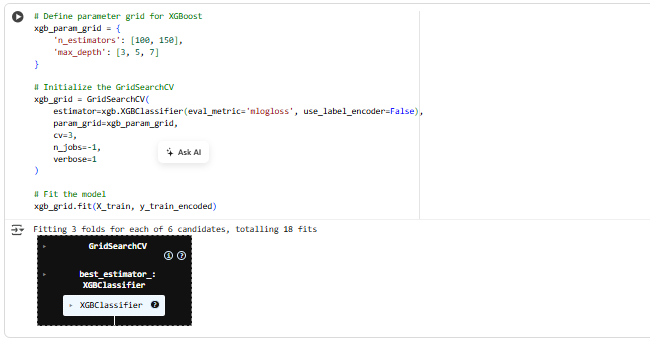 # Define parameter grid for XGBoost
xgb_param_grid = {
    'n_estimators': [100, 150],
    'max_depth': [3, 5, 7]
}
# Initialize the GridSearchCV
xgb_grid = GridSearchCV(
    estimator=xgb.XGBClassifier(eval_metric='mlogloss', use_label_encoder=False),
    param_grid=xgb_param_grid,
    cv=3,
    n_jobs=-1,
    verbose=1
)
Ask AI
# Fit the model
xgb_grid.fit(X_train, y_train_encoded)
Fitting 3 folds for each of 6 candidates, totalling 18 fits
GridSearchCV
i ?
best_estimator_:
XGBClassifier
XGBClassifier ?